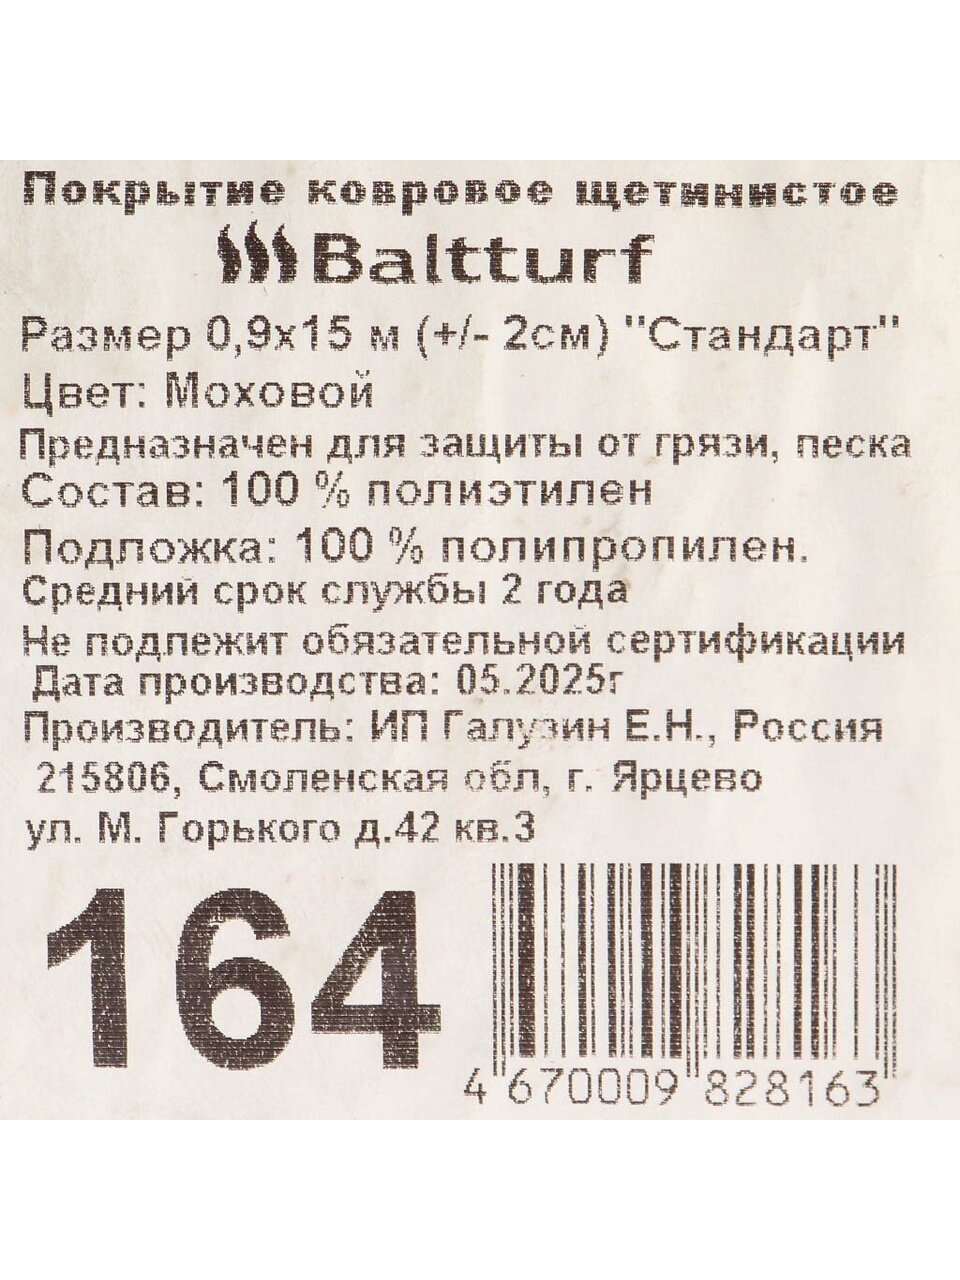 Покрытие ковровое щетинистое
Baltturf
Размер 0,9х15 м (+/- 2см) "Стандарт"
Цвет: Моховой
Предназначен для защиты от грязи, песка
Состав: 100 % полиэтилен
Подложка: 100 % полипропилен.
Средний срок службы 2 года
Не подлежит обязательной сертификации
Дата производства: 05.2025г
Производитель: ИП Галузин Е.Н., Россия
215806, Смоленская обл, г. Ярцево
ул. М. Горького д.42 кв.3
164
4 670009 828163